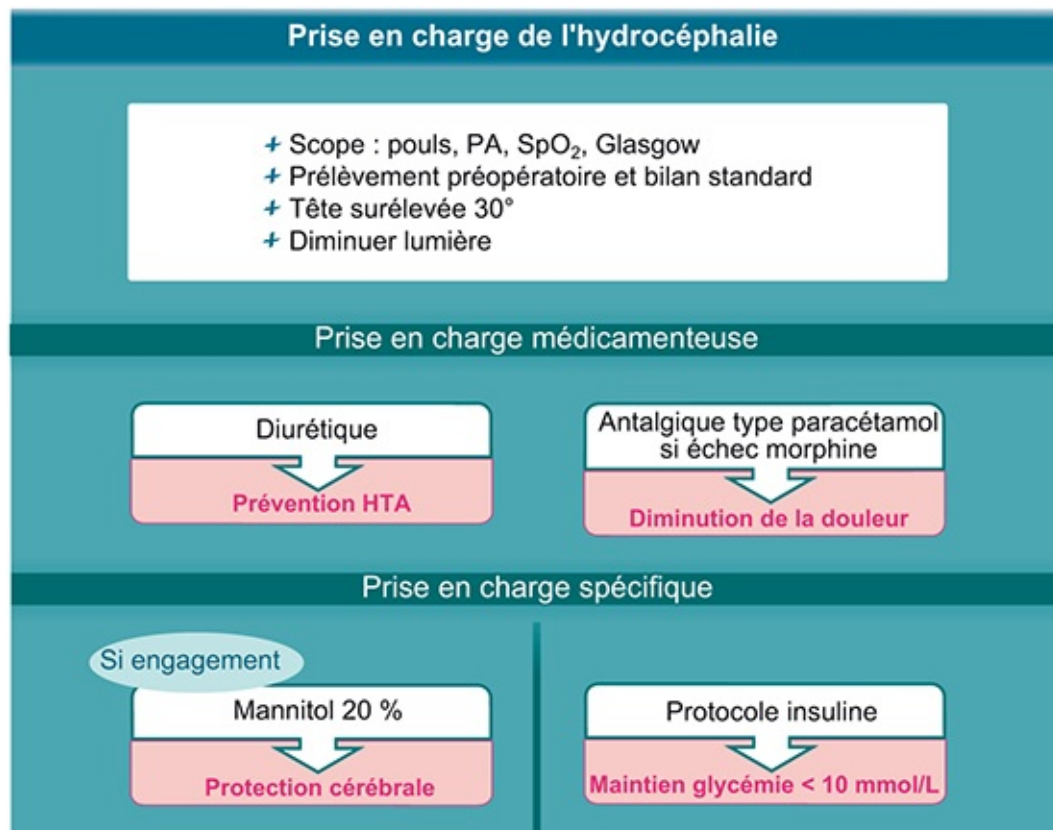 Prise en charge de l'hydrocéphalie
+ Scope : pouls, PA, SpO₂, Glasgow
+ Prélèvement préopératoire et bilan standard
+ Tête surélevée 30°
+ Diminuer lumière
Prise en charge médicamenteuse
Diurétique
Prévention HTA
Antalgique type paracétamol
si échec morphine
Diminution de la douleur
Prise en charge spécifique
Si engagement
Mannitol 20 %
Protection cérébrale
Protocole insuline
Maintien glycémie < 10 mmol/L